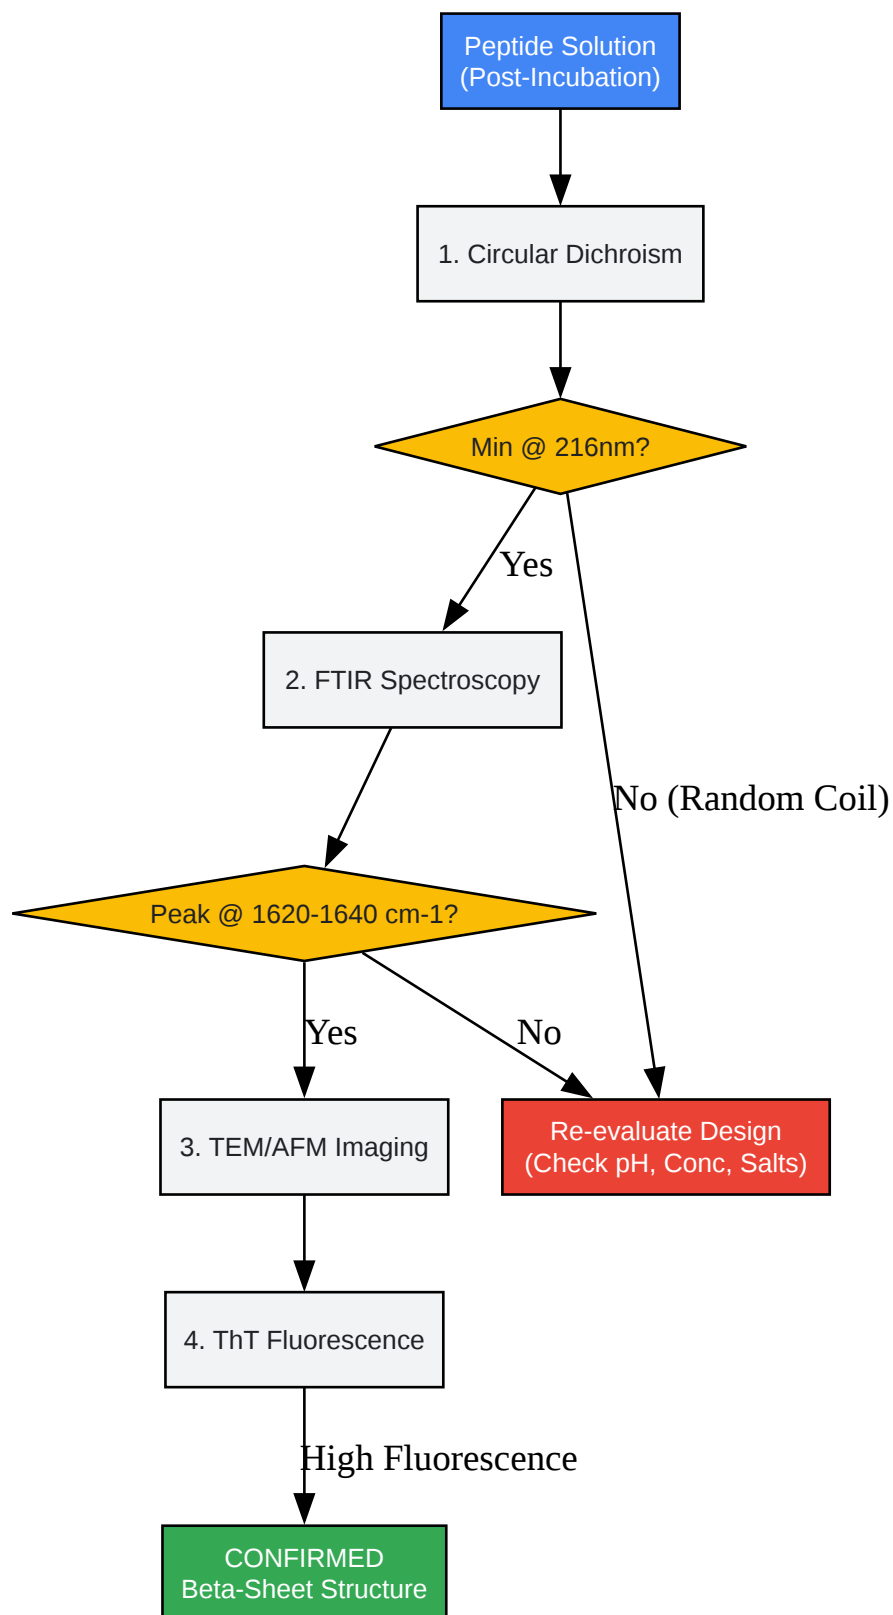 Peptide Solution
(Post-Incubation)
1. Circular Dichroism
Min @ 216nm?
Yes
2. FTIR Spectroscopy
No (Random Coil)
Peak @ 1620-1640 cm-1?
Yes
No
3. TEM/AFM Imaging
Re-evaluate Design
(Check pH, Conc, Salts)
4. ThT Fluorescence
High Fluorescence
CONFIRMED
Beta-Sheet Structure